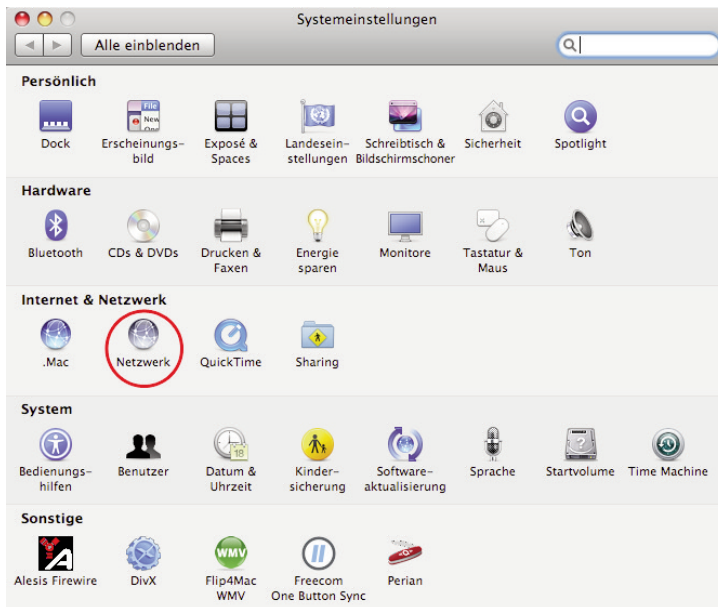 Systemeinstellungen
Alle einblenden
Persönlich
Dock
Erscheinungs-
bild
Exposé &
Spaces
Landesein-
stellungen
Schreibtisch &
Bildschirmschoner
Sicherheit
Spotlight
Hardware
Bluetooth
CDs & DVDs
Drucken &
Faxen
Energie
sparen
Monitore
Tastatur &
Maus
Ton
Internet & Netzwerk
.Mac
Netzwerk
QuickTime
Sharing
System
Bedienungs-
hilfen
Benutzer
18
Datum &
Uhrzeit
Kinder-
sicherung
Software-
aktualisierung
Sprache
Startvolume
Time Machine
Sonstige
Alesis Firewire
DivX
WMV
Flip4Mac
WMV
Freecom
One Button Sync
Perian